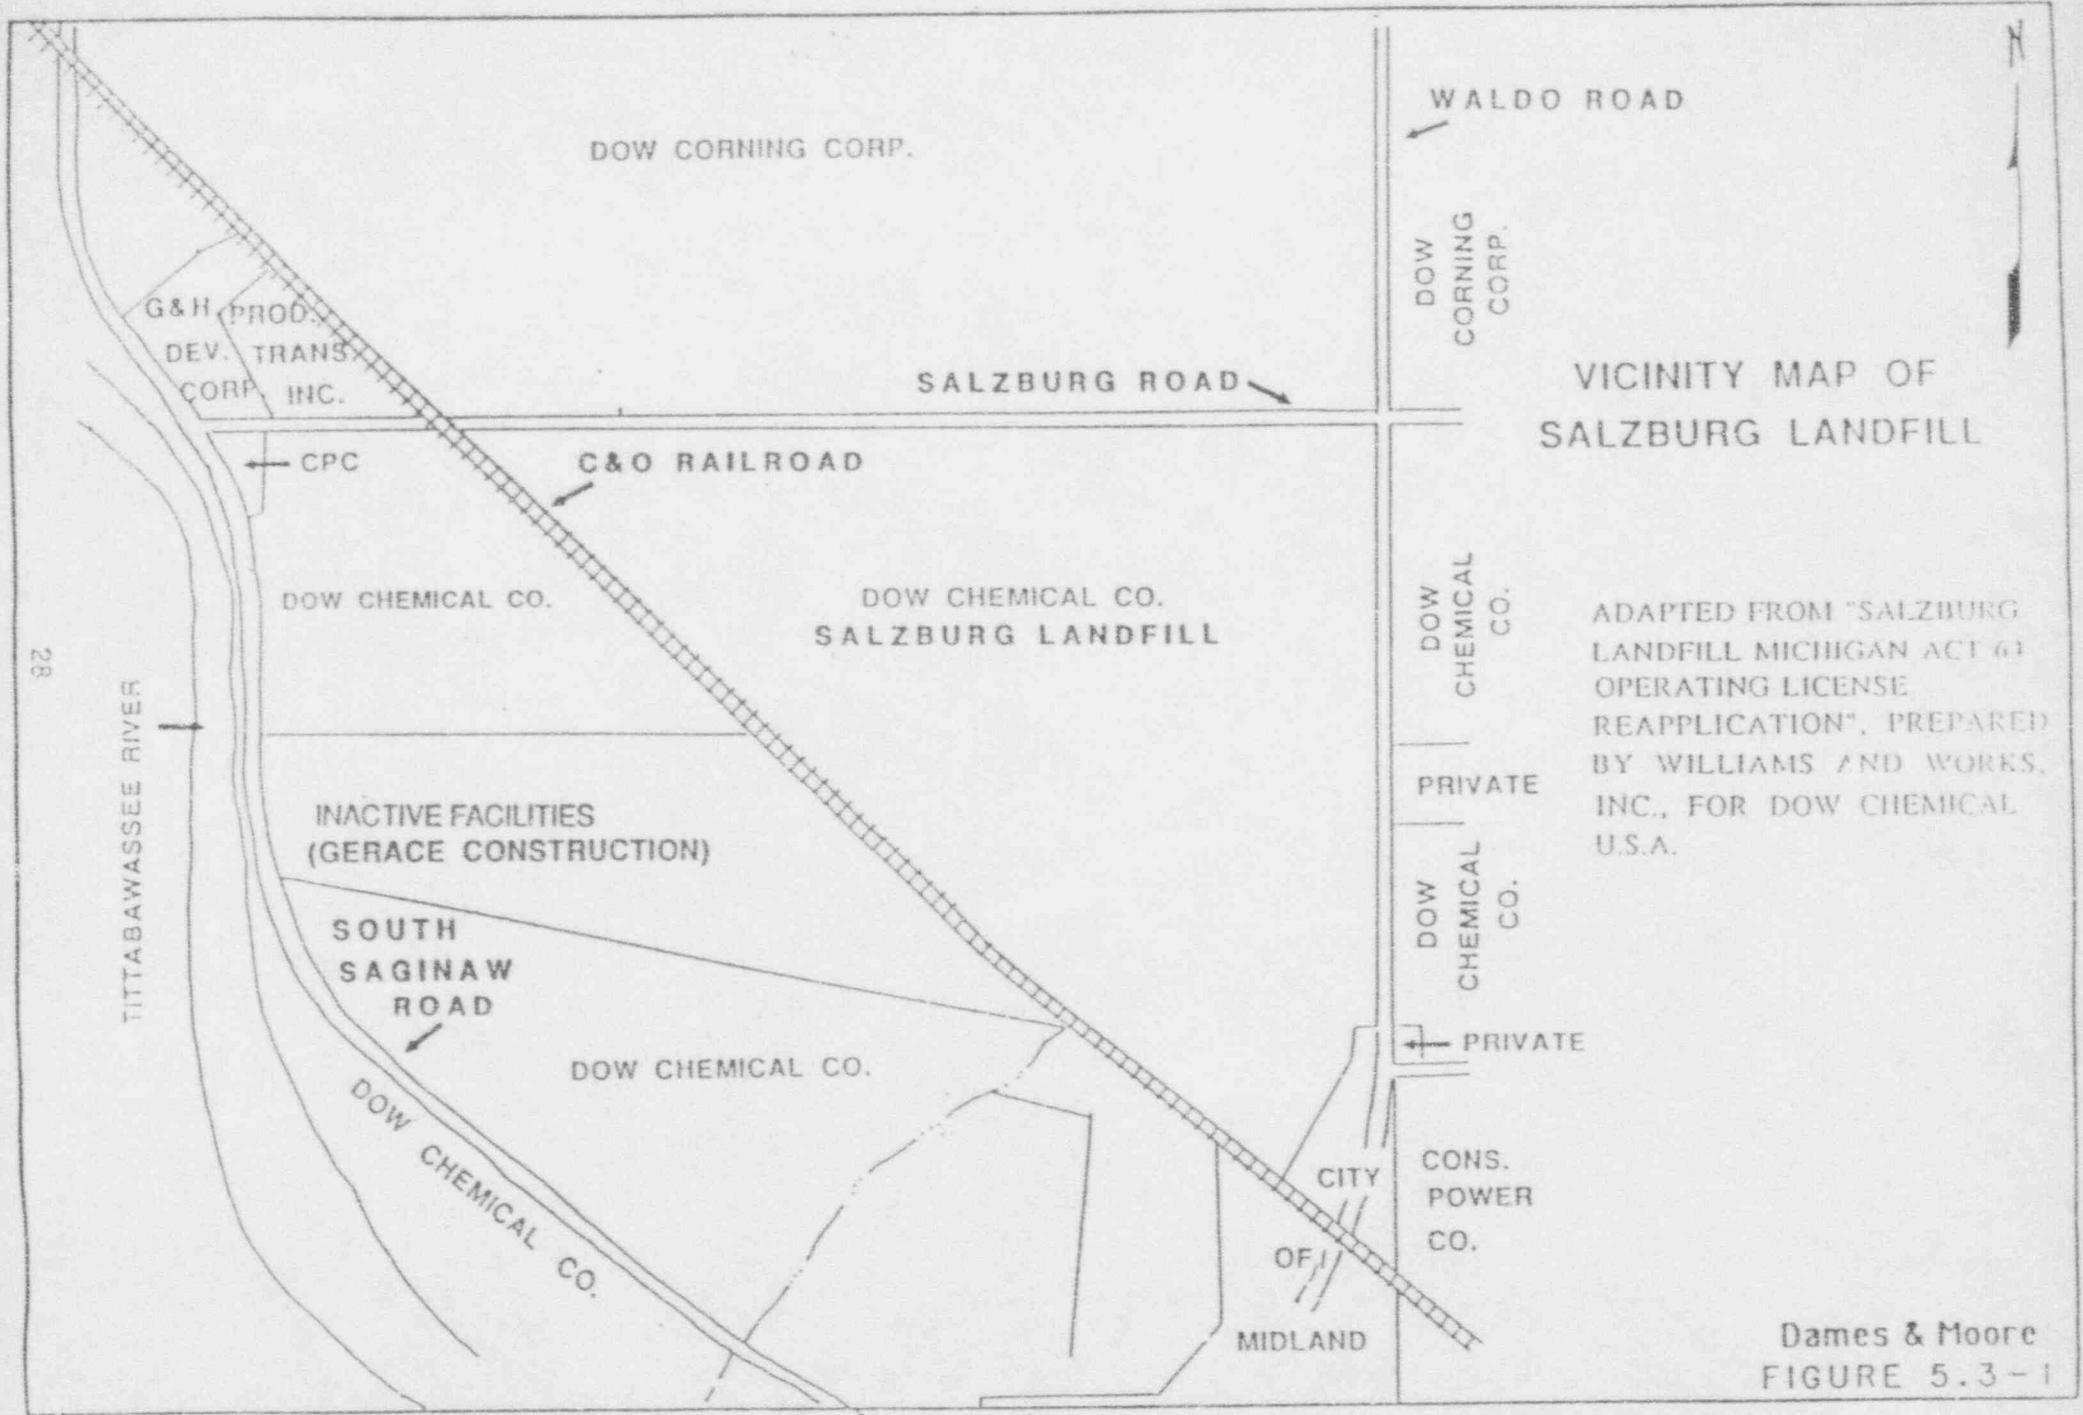 N
WALDO ROAD
DOW CORNING CORP.
DOW
CORNING
CORP.
G&H PROD.
DEV. TRANS
CORP. INC.
SALZBURG ROAD
VICINITY MAP OF
SALZBURG LANDFILL
CPC
C&O RAILROAD
DOW CHEMICAL CO.
DOW CHEMICAL CO.
SALZBURG LANDFILL
DOW
CHEMICAL
CO.
ADAPTED FROM "SALZBURG
LANDFILL MICHIGAN ACT
OPERATING LICENSE
REAPPLICATION", PREPARED
BY WILLIAMS AND WORKS,
INC., FOR DOW CHEMICAL
U.S.A.
28
TITTABAWASSEE RIVER
PRIVATE
INACTIVE FACILITIES
(GERACE CONSTRUCTION)
DOW
CHEMICAL
CO.
SOUTH
SAGINAW
ROAD
PRIVATE
DOW CHEMICAL CO.
DOW CHEMICAL CO.
CITY
OF
MIDLAND
CONS.
POWER
CO.
Dames & Moore
FIGURE 5.3-1